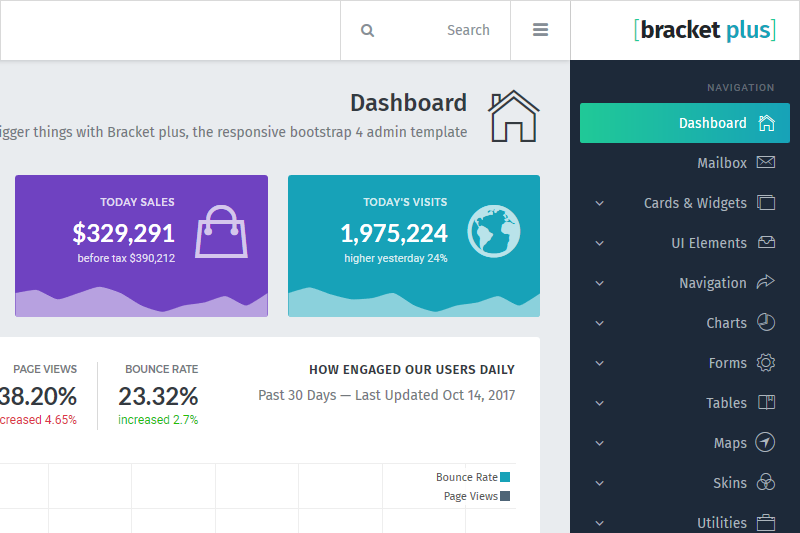 Search
[bracket plus]
NAVIGATION
Dashboard
Mailbox
Cards & Widgets
UI Elements
Navigation
Charts
Forms
Tables
Maps
Skins
Utilities
Dashboard
things with Bracket plus, the responsive bootstrap 4 admin template
TODAY SALES
$329,291
before tax $390,212
TODAY'S VISITS
1,975,224
higher yesterday 24%
HOW ENGAGED OUR USERS DAILY
Past 30 Days — Last Updated Oct 14, 2017
BOUNCE RATE
23.32%
increased 2.7%
PAGE VIEWS
38.20%
4.65%
Bounce Rate
Page Views